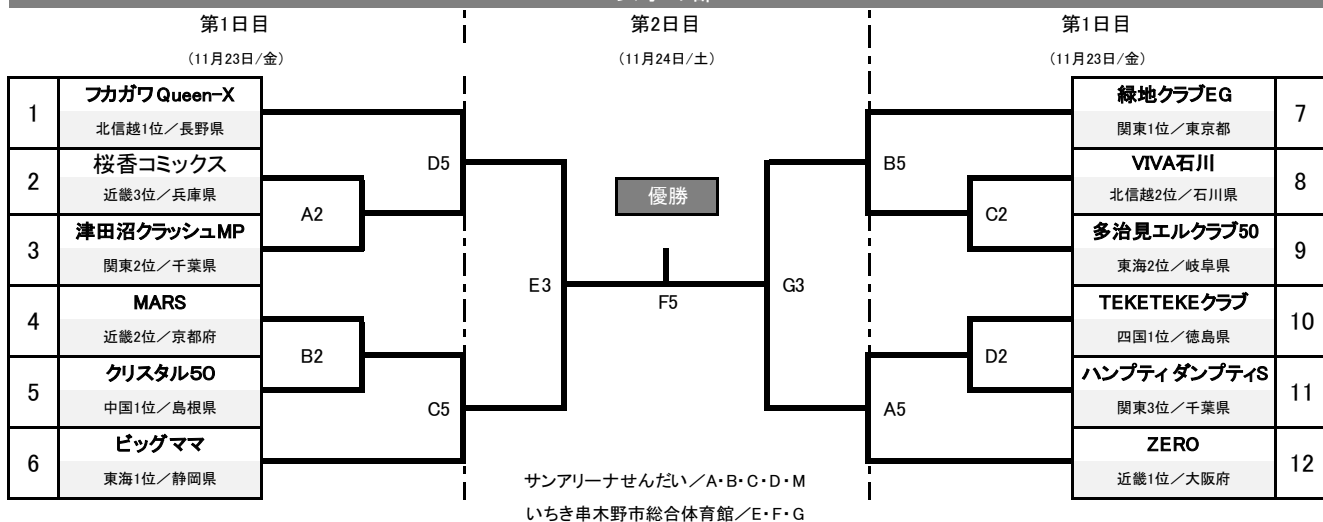 第1日目
第2日目
第1日目
（11月23日/金）
（11月24日/土）
（11月23日/金）
1
フカガワQueen-X
北信越1位／長野県
2
桜香コミックス
近畿3位／兵庫県
3
津田沼クラッシュMP
関東2位／千葉県
4
MARS
近畿2位／京都府
5
クリスタル50
中国1位／島根県
6
ビッグママ
東海1位／静岡県
A2
B2
D5
C5
E3
優勝
F5
G3
B5
A5
C2
D2
緑地クラブEG
関東1位／東京都
7
VIVA石川
北信越2位／石川県
8
多治見エルクラブ50
東海2位／岐阜県
9
TEKETEKEクラブ
四国1位／徳島県
10
ハンプティダンプティS
関東3位／千葉県
11
ZERO
近畿1位／大阪府
12
サンアリーナせんだい／A・B・C・D・M
いちき串木野市総合体育館／E・F・G